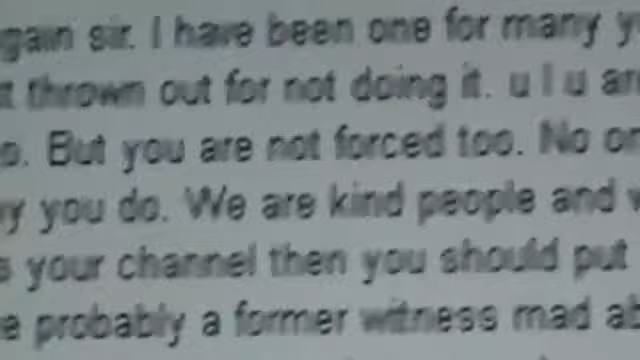 gain sir. I have been one for many y
t thrown out for not doing it. u l u ar
o. But you are not forced too. No or
y you do. We are kind people and w
s your channel then you should put
e probably a former witness mad ab